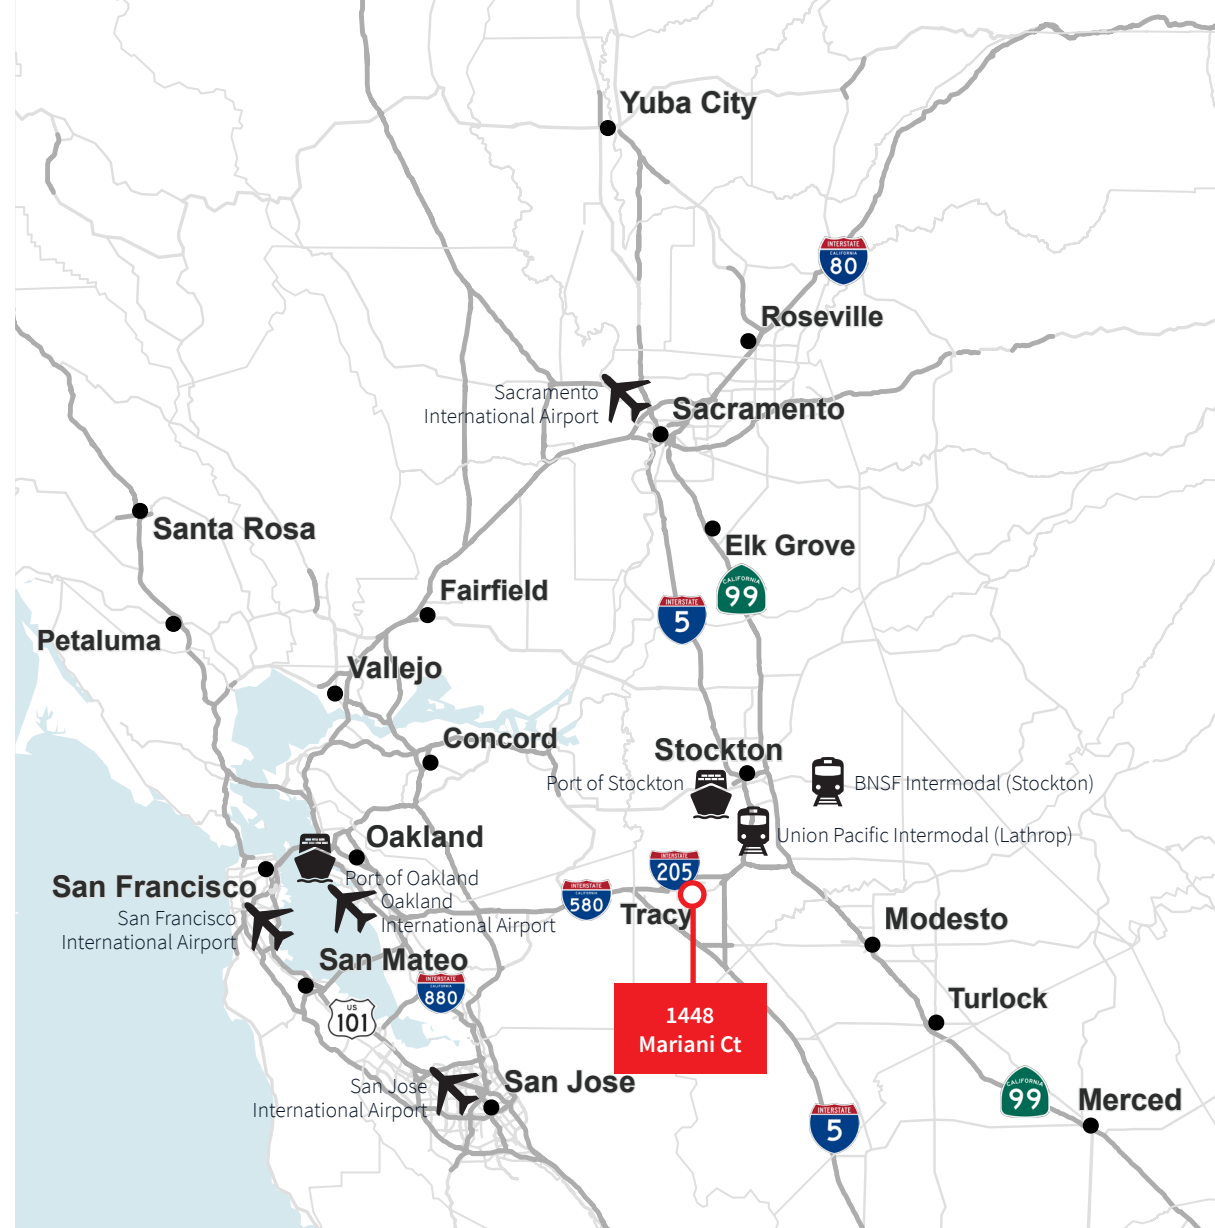 Yuba City
INTERSTATE
CALIFORNIA
80
Roseville
Sacramento
International Airport
Sacramento
Santa Rosa
Elk Grove
CALIFORNIA
99
Fairfield
INTERSTATE
5
Petaluma
Vallejo
Concord
Stockton
Port of Stockton
BNSF Intermodal (Stockton)
Union Pacific Intermodal (Lathrop)
Oakland
Port of Oakland
Oakland
International Airport
San Francisco
San Francisco
International Airport
INTERSTATE
205
INTERSTATE
CALIFORNIA
580
Tracy
Modesto
San Mateo
INTERSTATE
CALIFORNIA
880
US
101
1448
Mariani Ct
Turlock
San Jose
San Jose
International Airport
CALIFORNIA
99
Merced
INTERSTATE
5